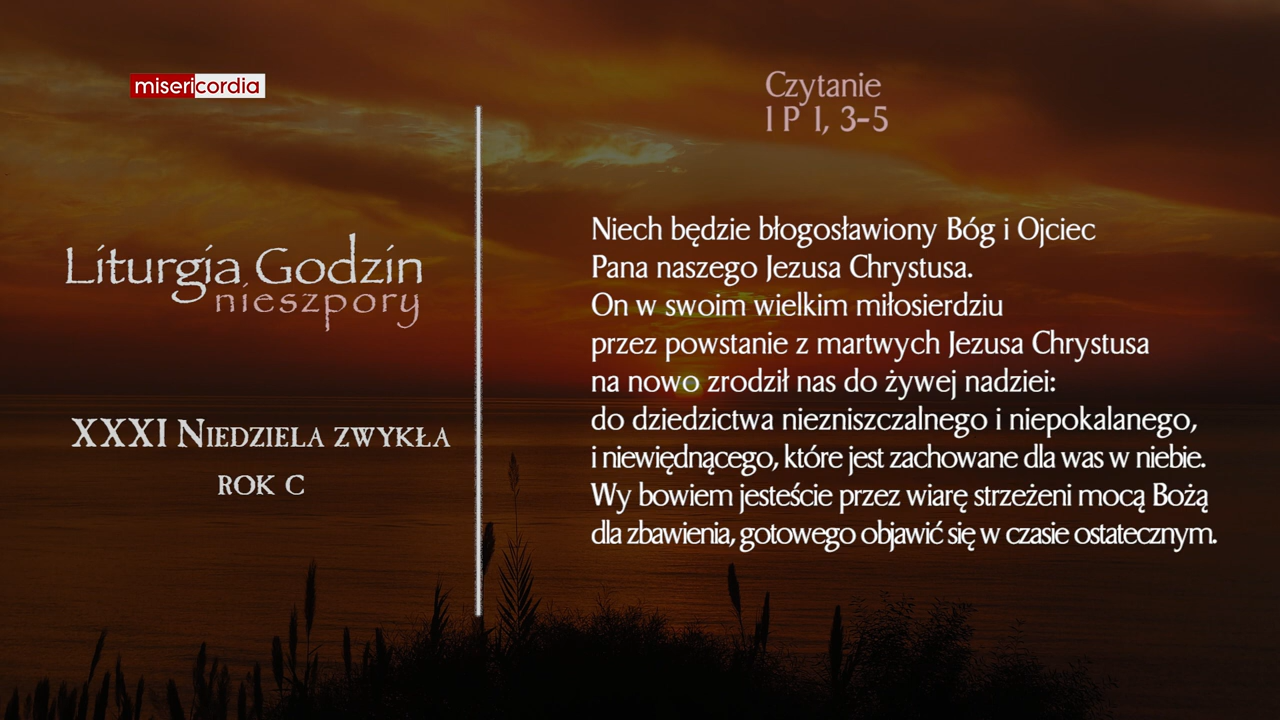 misericordia
Liturgia Godzin
nieszpory
XXXI Niedziela zwykła
rok C
Czytanie
1 P 1, 3-5
Niech będzie błogosławiony Bóg i Ojciec
Pana naszego Jezusa Chrystusa.
On w swoim wielkim miłosierdziu
przez powstanie z martwych Jezusa Chrystusa
na nowo zrodził nas do żywej nadziei:
do dziedzictwa niezniszczalnego i niepokalanego,
i niewiędnącego, które jest zachowane dla was w niebie.
Wy bowiem jesteście przez wiarę strzeżeni mocą Bożą
dla zbawienia, gotowego objawić się w czasie ostatecznym.